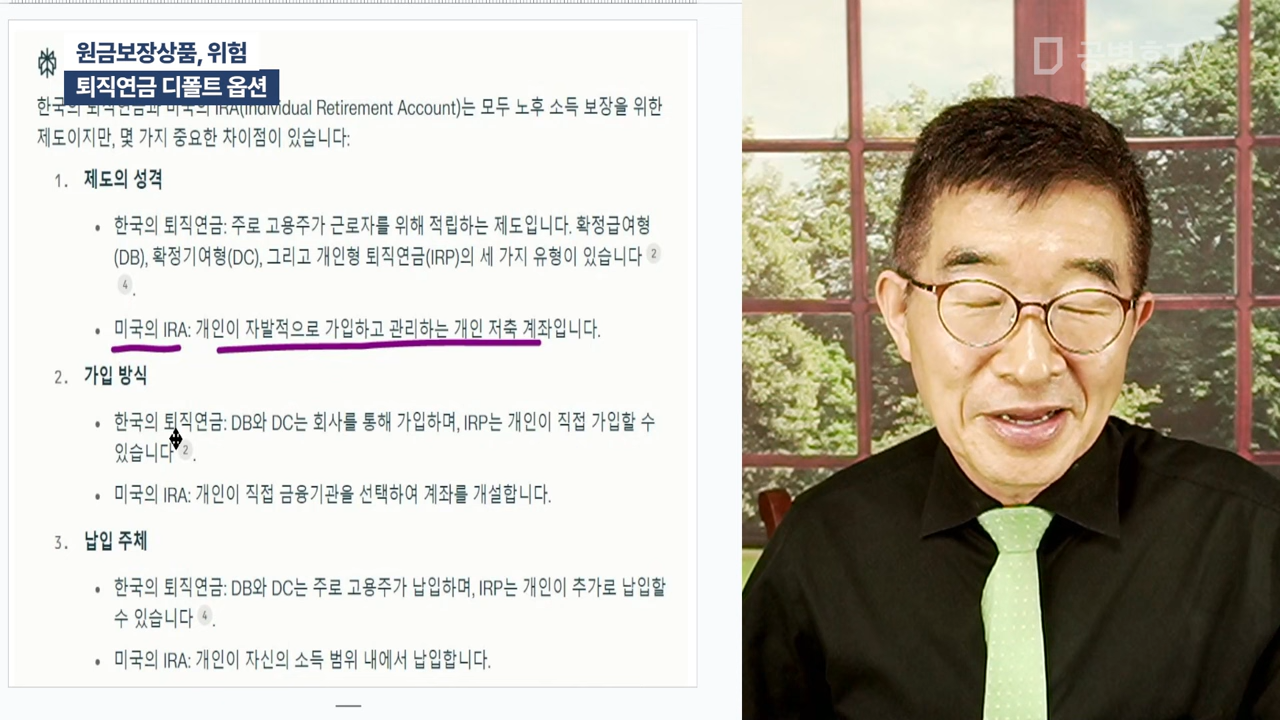 원금보장상품, 위험
퇴직연금 디폴트 옵션
공병호TV
한국의 퇴직연금과 미국의 IRA(Individual Retirement Account)는 모두 노후 소득 보장을 위한
제도이지만, 몇 가지 중요한 차이점이 있습니다:
1. 제도의 성격
• 한국의 퇴직연금: 주로 고용주가 근로자를 위해 적립하는 제도입니다. 확정급여형
(DB), 확정기여형(DC), 그리고 개인형 퇴직연금(IRP)의 세 가지 유형이 있습니다 2
4 .
• 미국의 IRA: 개인이 자발적으로 가입하고 관리하는 개인 저축 계좌입니다.
2. 가입 방식
• 한국의 퇴직연금: DB와 DC는 회사를 통해 가입하며, IRP는 개인이 직접 가입할 수
있습니다 2 .
• 미국의 IRA: 개인이 직접 금융기관을 선택하여 계좌를 개설합니다.
3. 납입 주체
• 한국의 퇴직연금: DB와 DC는 주로 고용주가 납입하며, IRP는 개인이 추가로 납입할
수 있습니다 4 .
• 미국의 IRA: 개인이 자신의 소득 범위 내에서 납입합니다.